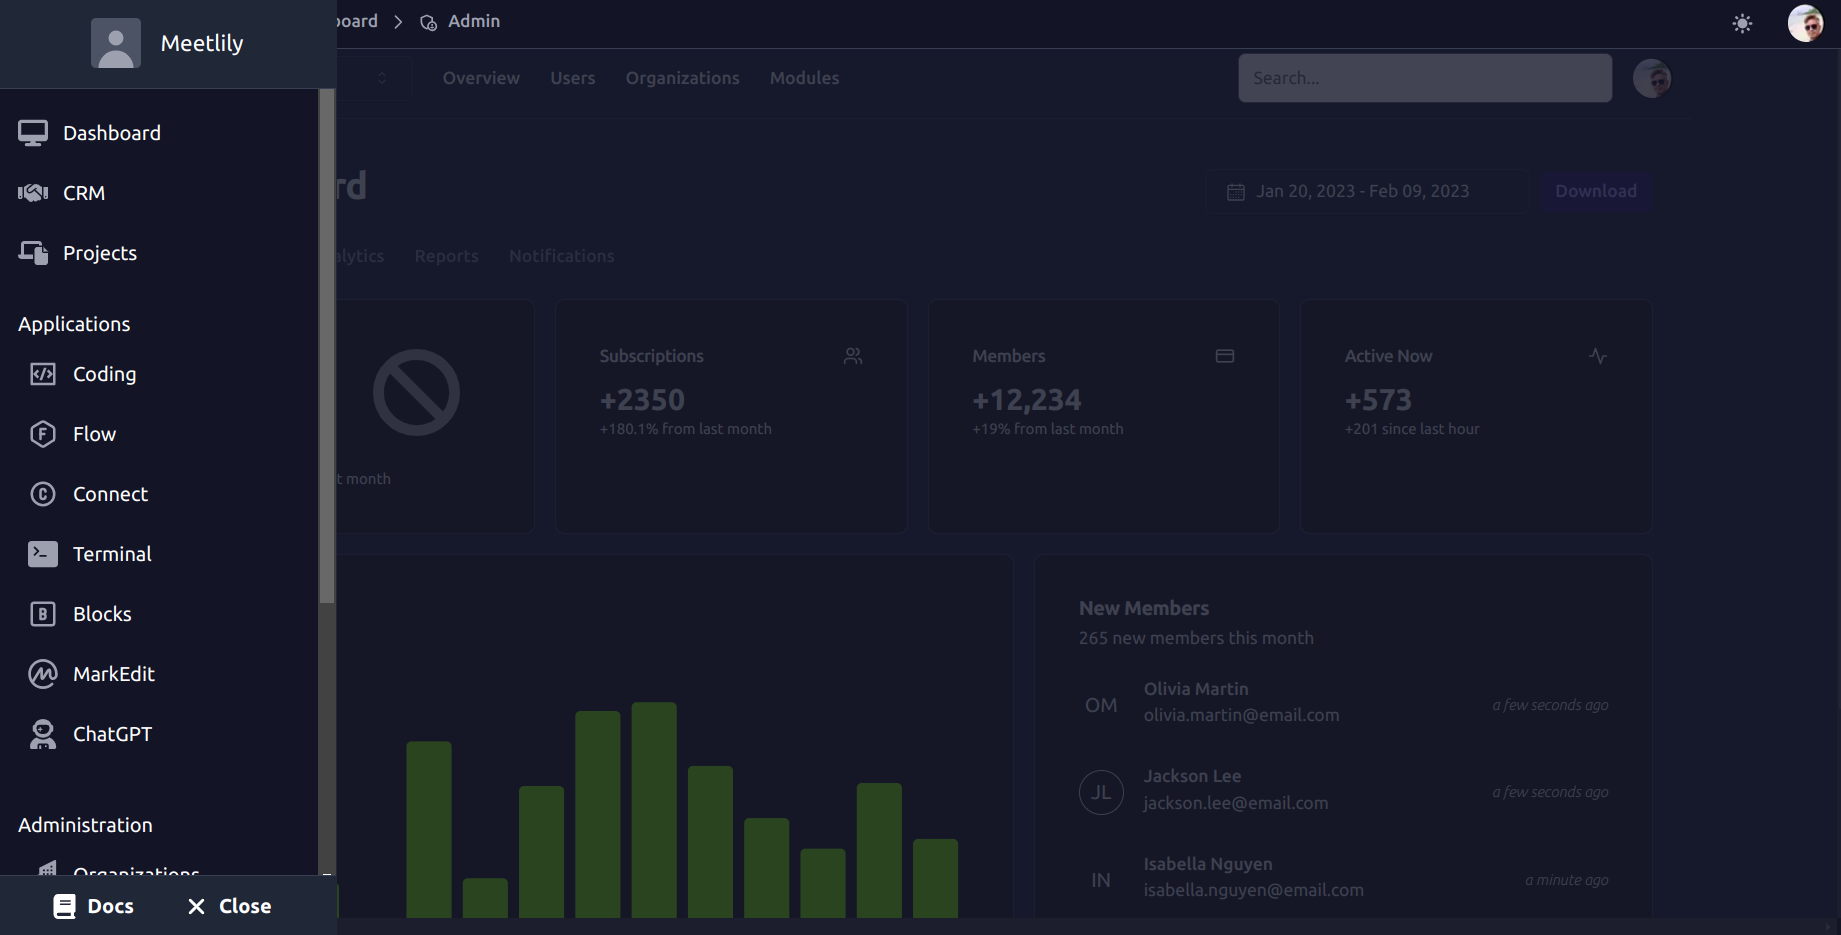 Meetlily
Dashboard
CRM
Projects
Applications
Coding
Flow
Connect
Terminal
Blocks
MarkEdit
ChatGPT
Administration
Organizations
Docs
Close
board
Admin
Overview
Users
Organizations
Modules
Search...
rd
Jan 20, 2023 - Feb 09, 2023
Download
alytics
Reports
Notifications
t month
Subscriptions
+2350
+180.1% from last month
Members
+12,234
+19% from last month
Active Now
+573
+201 since last hour
New Members
265 new members this month
OM
Olivia Martin
olivia.martin@email.com
a few seconds ago
JL
Jackson Lee
jackson.lee@email.com
a few seconds ago
IN
Isabella Nguyen
isabella.nguyen@email.com
a minute ago